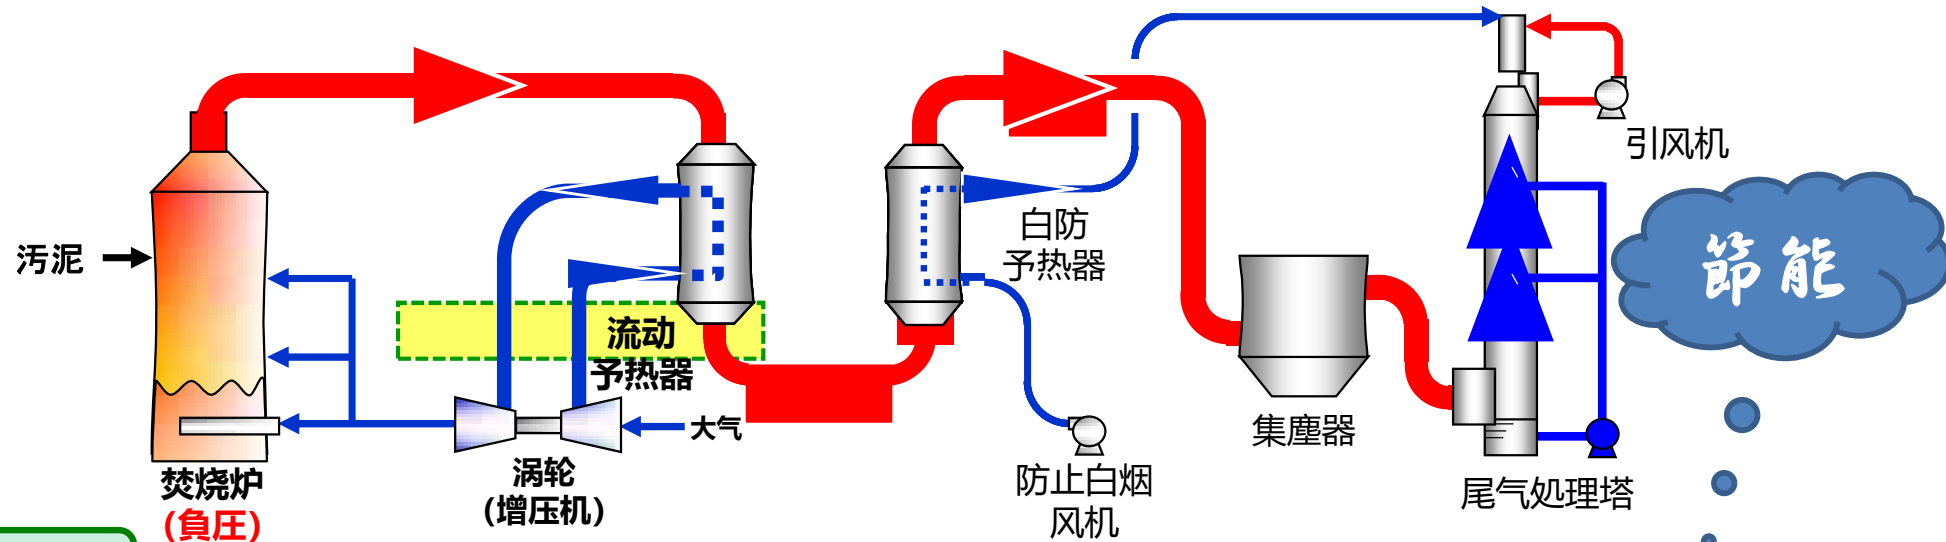 污泥
焚烧炉
(負圧)
流动
予热器
大气
涡轮
(增压机)
白防
予热器
防止白烟
风机
集塵器
引风机
尾气处理塔
節能